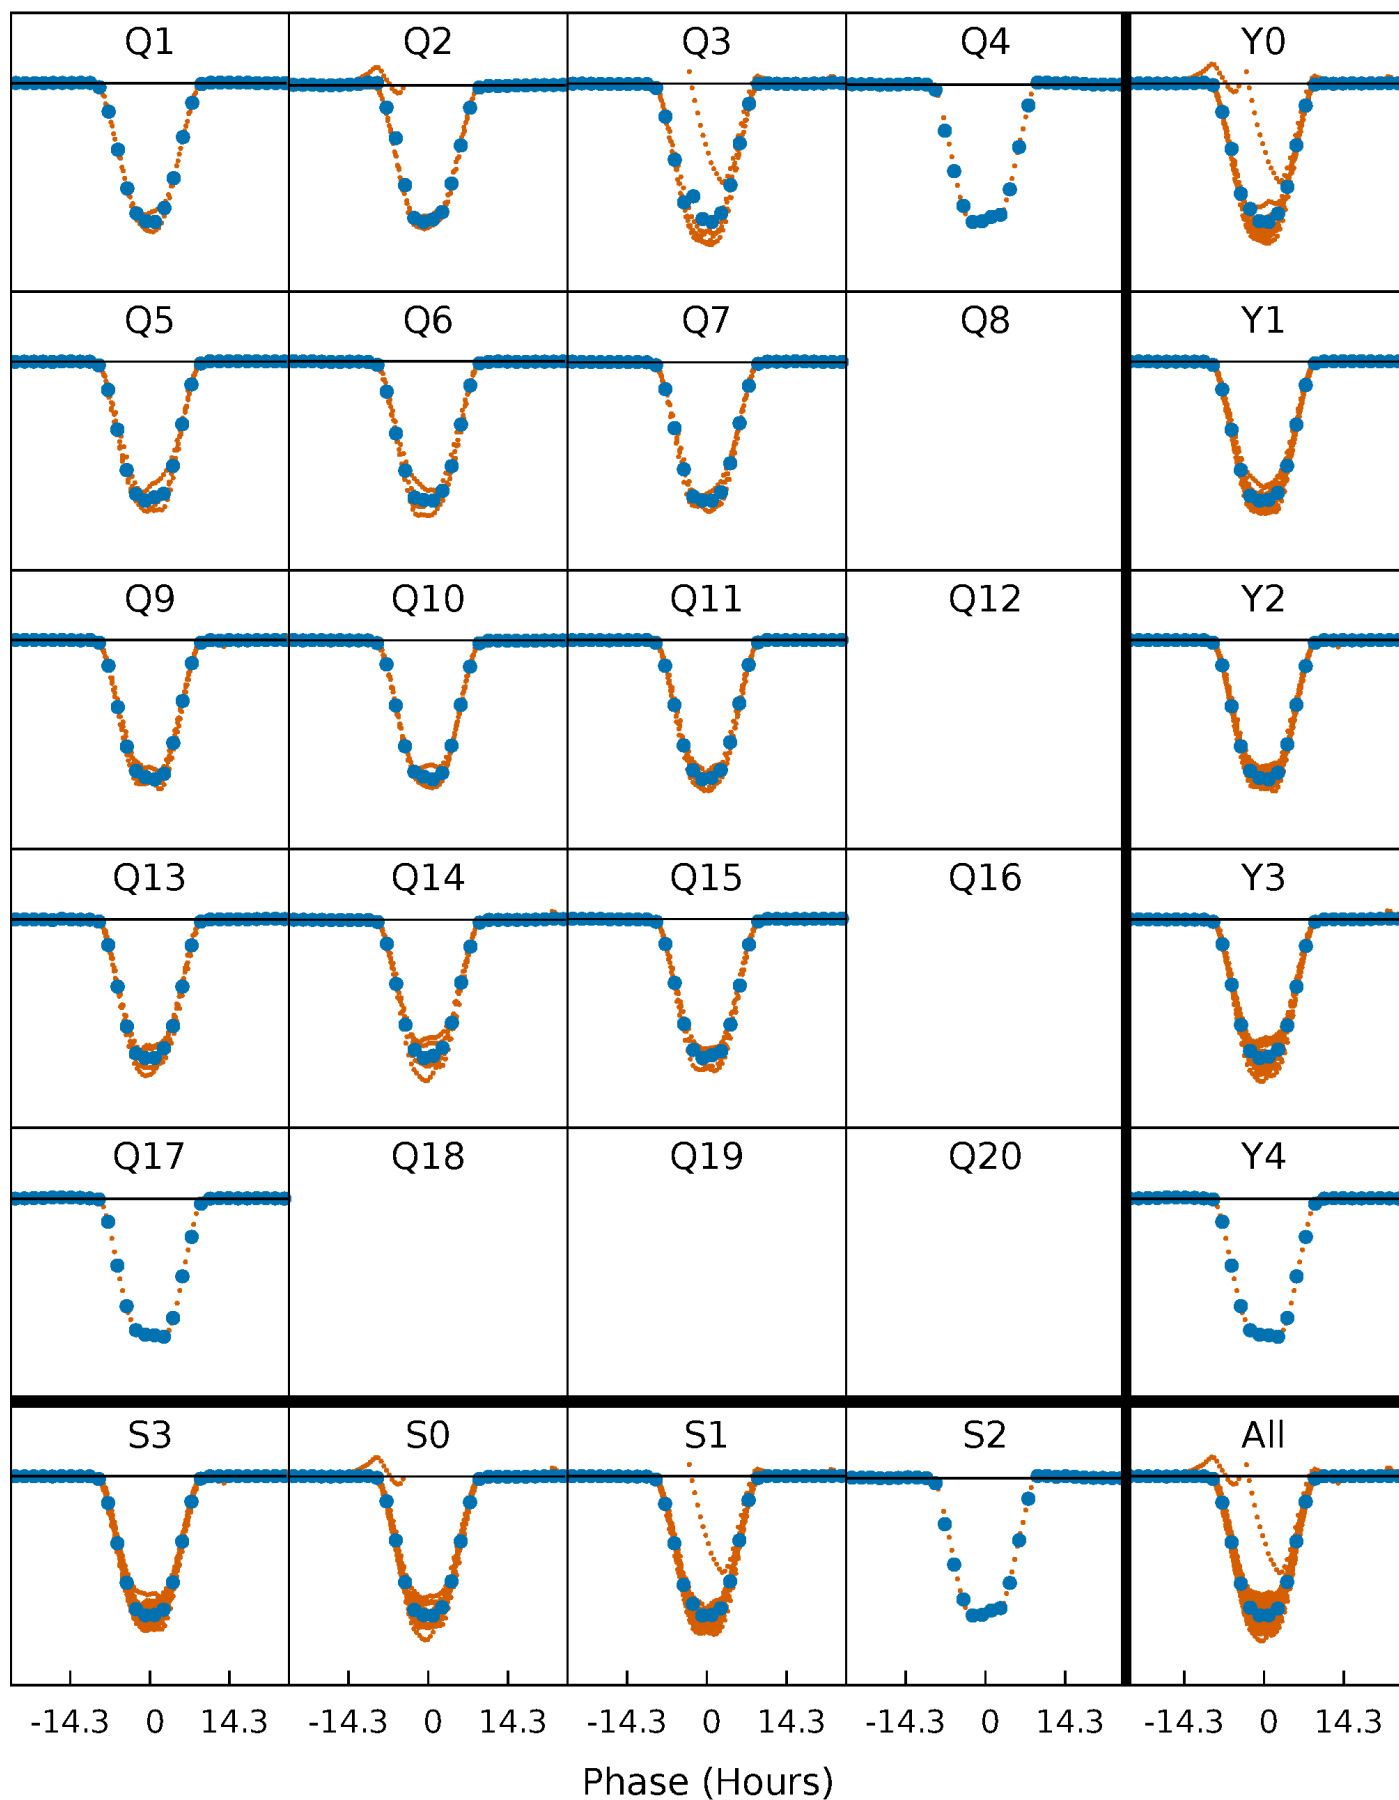 Q1 Q2 Q3 Q4 Y0
Q5 Q6 Q7 Q8 Y1
Q9 Q10 Q11 Q12 Y2
Q13 Q14 Q15 Q16 Y3
Q17 Q18 Q19 Q20 Y4
S3 S0 S1 S2 All
-14.3 0 14.3 -14.3 0 14.3 -14.3 0 14.3 -14.3 0 14.3 -14.3 0 14.3
Phase (Hours)